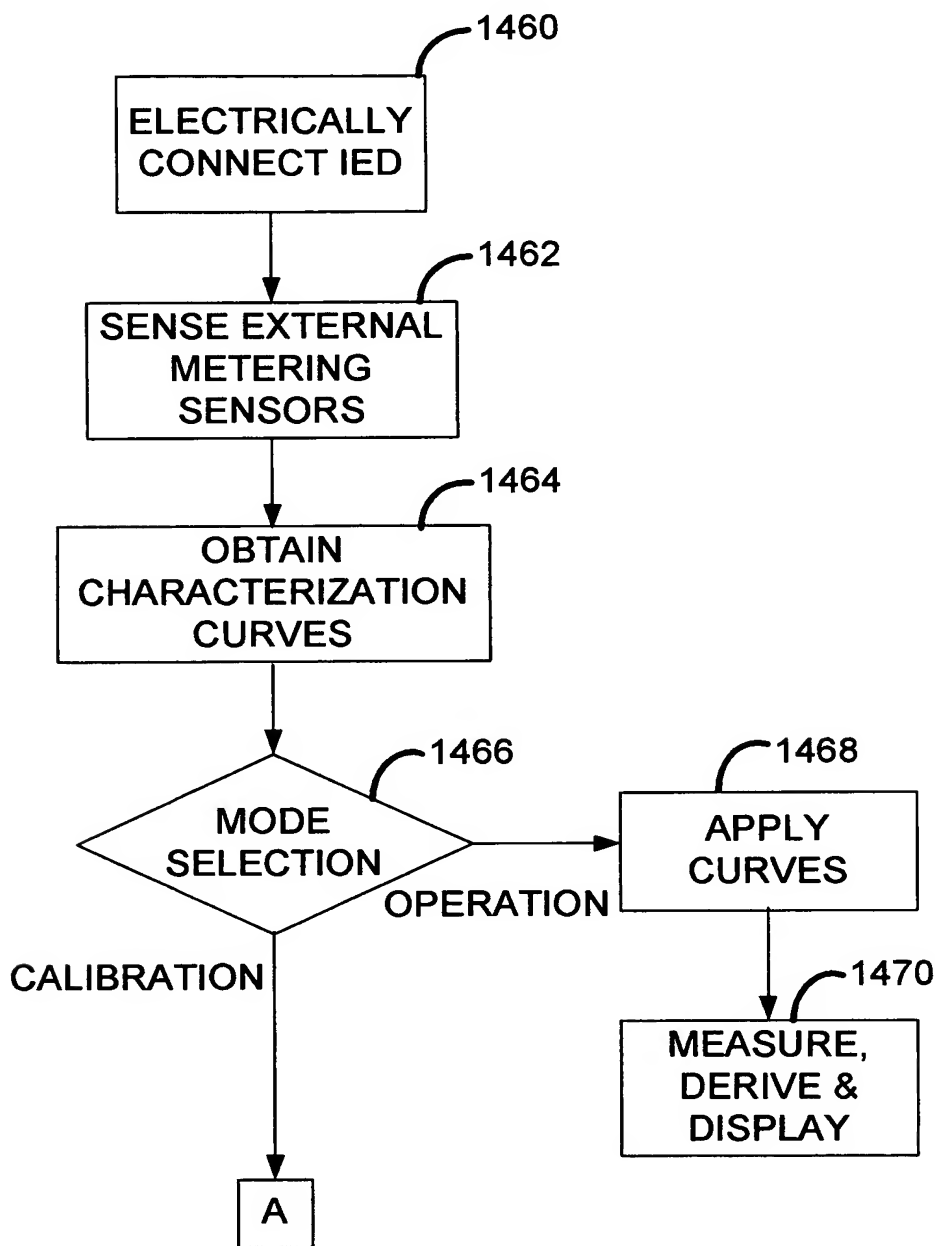 1460
ELECTRICALLY
CONNECT IED
1462
SENSE EXTERNAL
METERING
SENSORS
1464
OBTAIN
CHARACTERIZATION
CURVES
1466
MODE
SELECTION
1468
APPLY
CURVES
OPERATION
CALIBRATION
1470
MEASURE,
DERIVE &
DISPLAY
A